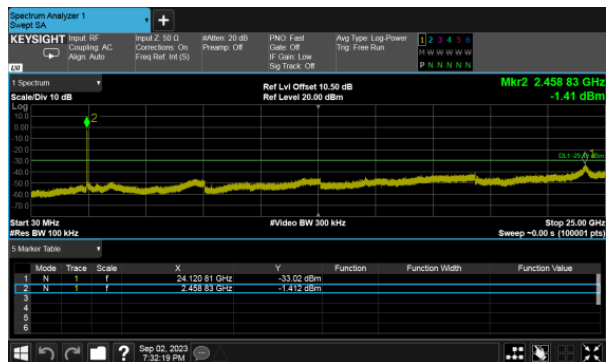 Spectrum Analyzer 1
Swept SA
KEYSIGHT
Input: RF
Coupling: AC
Align: Auto
Input Z: 50 Ω
Corrections: On
Freq Ref: Int (S)
#Atten: 20 dB
Preamp: Off
PNO: Fast
Gate: Off
IF Gain: Low
Sig Track: Off
Avg Type: Log-Power
Trig: Free Run
1 2 3 4 5 6
M W W W W W
P N N N N N
1 Spectrum
Scale/Div 10 dB
Ref Lvl Offset 10.50 dB
Ref Level 20.00 dBm
Mkr2 2.458 83 GHz
-1.41 dBm
Log
10.0
0.00
-10.0
-20.0
-30.0
-40.0
-50.0
-60.0
-70.0
2
1
Start 30 MHz
#Res BW 100 kHz
#Video BW 300 kHz
Stop 25.00 GHz
Sweep ~0.00 s (100001 pts)
5 Marker Table
Mode Trace Scale X Y Function Function Width Function Value
1 N 1 f 24.120 81 GHz -33.02 dBm
2 N 1 f 2.458 83 GHz -1.412 dBm
3
4
5
6
?
Sep 02, 2023
7:32:19 PM